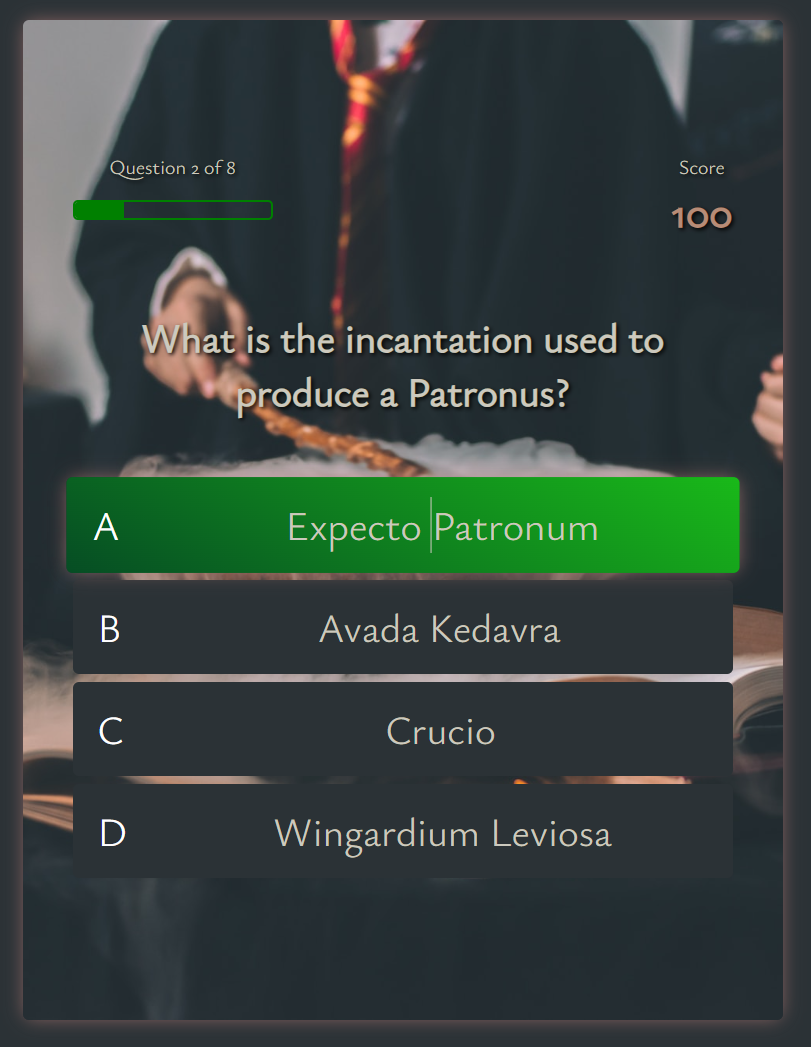 Question 2 of 8
Score
100
What is the incantation used to
produce a Patronus?
A Expecto Patronum
B Avada Kedavra
C Crucio
D Wingardium Leviosa